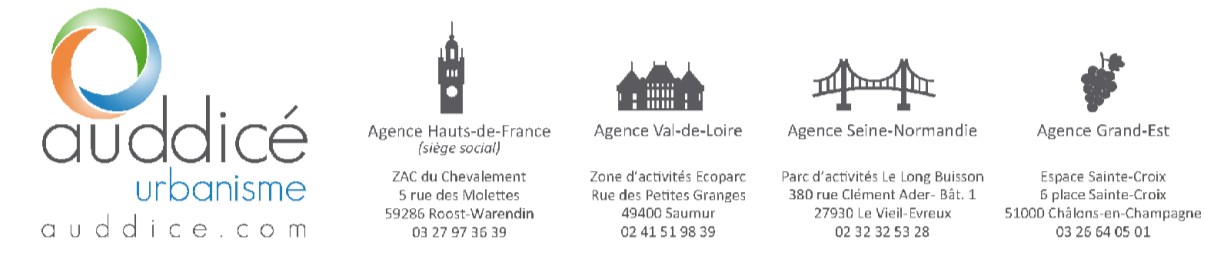 auddicé
urbanisme
auddice.com
Agence Hauts-de-France
(siège social)
ZAC du Chevalement
5 rue des Molettes
59286 Roost-Warendin
03 27 97 36 39
Agence Val-de-Loire
Zone d'activités Ecoparc
Rue des Petites Granges
49400 Saumur
02 41 51 98 39
Agence Seine-Normandie
Parc d'activités Le Long Buisson
380 rue Clément Ader- Bât. 1
27930 Le Vieil-Evreux
02 32 32 53 28
Agence Grand-Est
Espace Sainte-Croix
6 place Sainte-Croix
51000 Châlons-en-Champagne
03 26 64 05 01